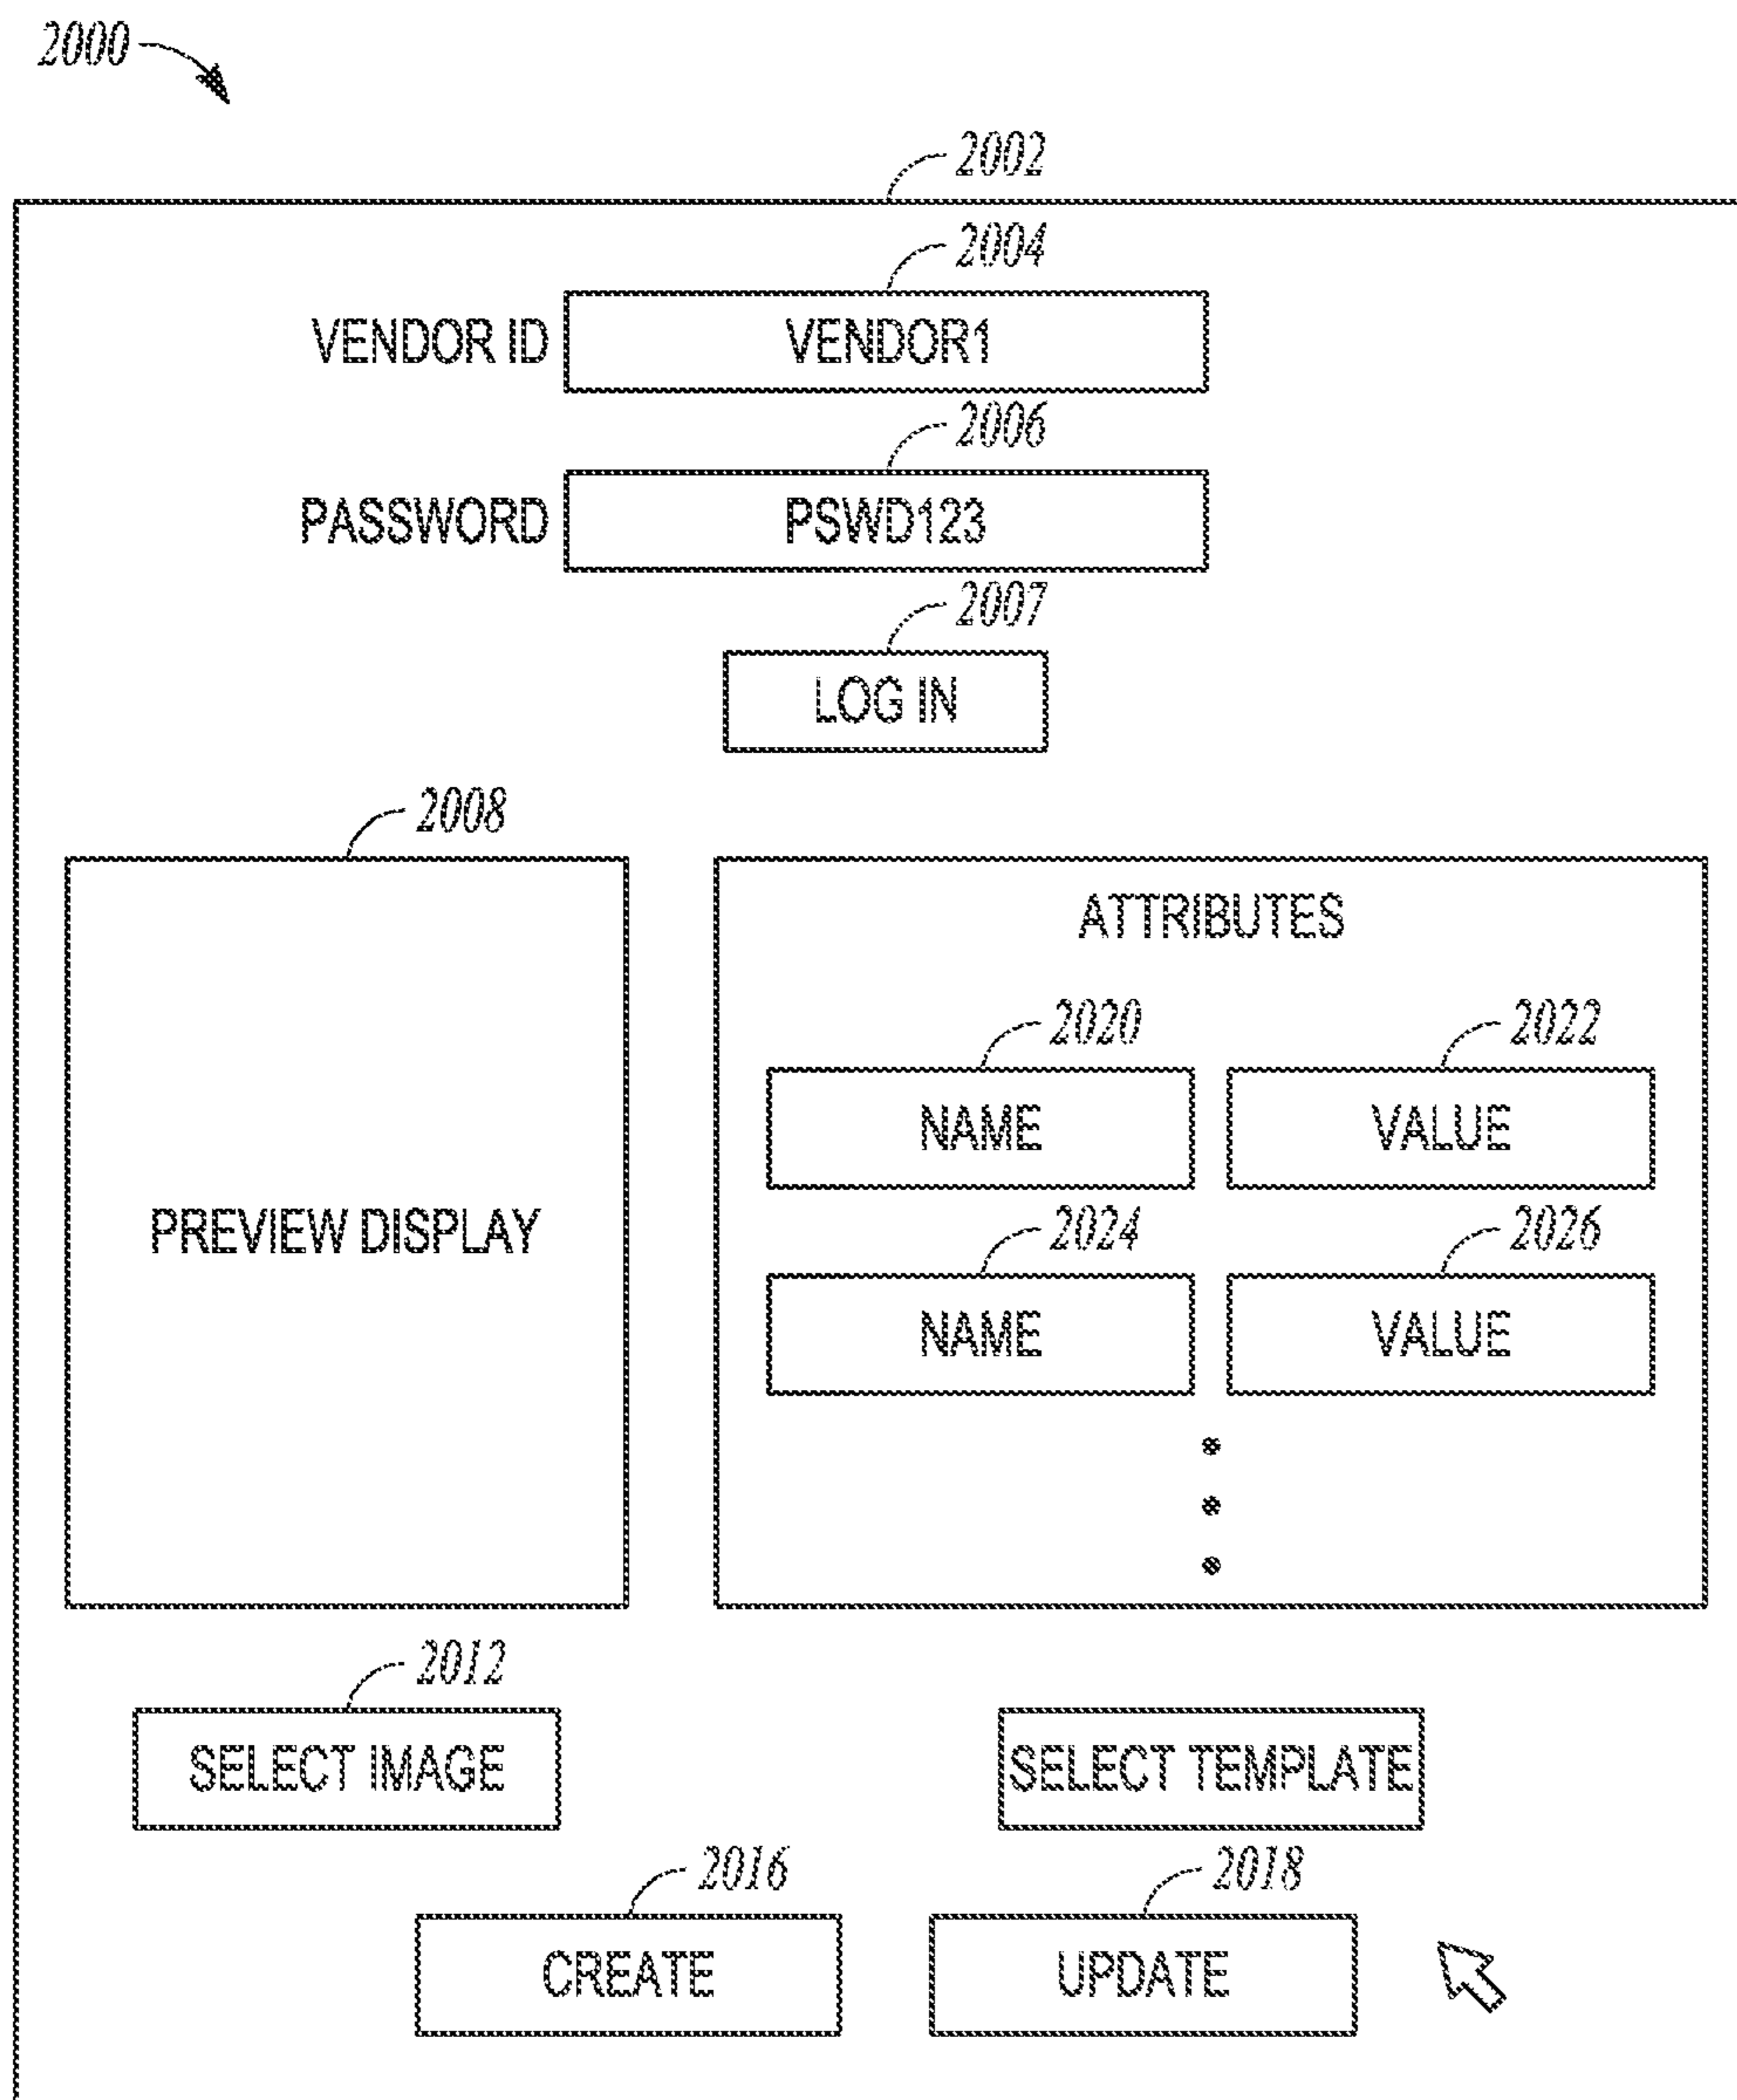 2000
2002
2004
VENDOR ID VENDOR1
2006
PASSWORD PSWD123
2007
LOG IN
2008
PREVIEW DISPLAY
ATTRIBUTES
2020 2022
NAME VALUE
2024 2026
NAME VALUE
2012
SELECT IMAGE SELECT TEMPLATE
2016 2018
CREATE UPDATE